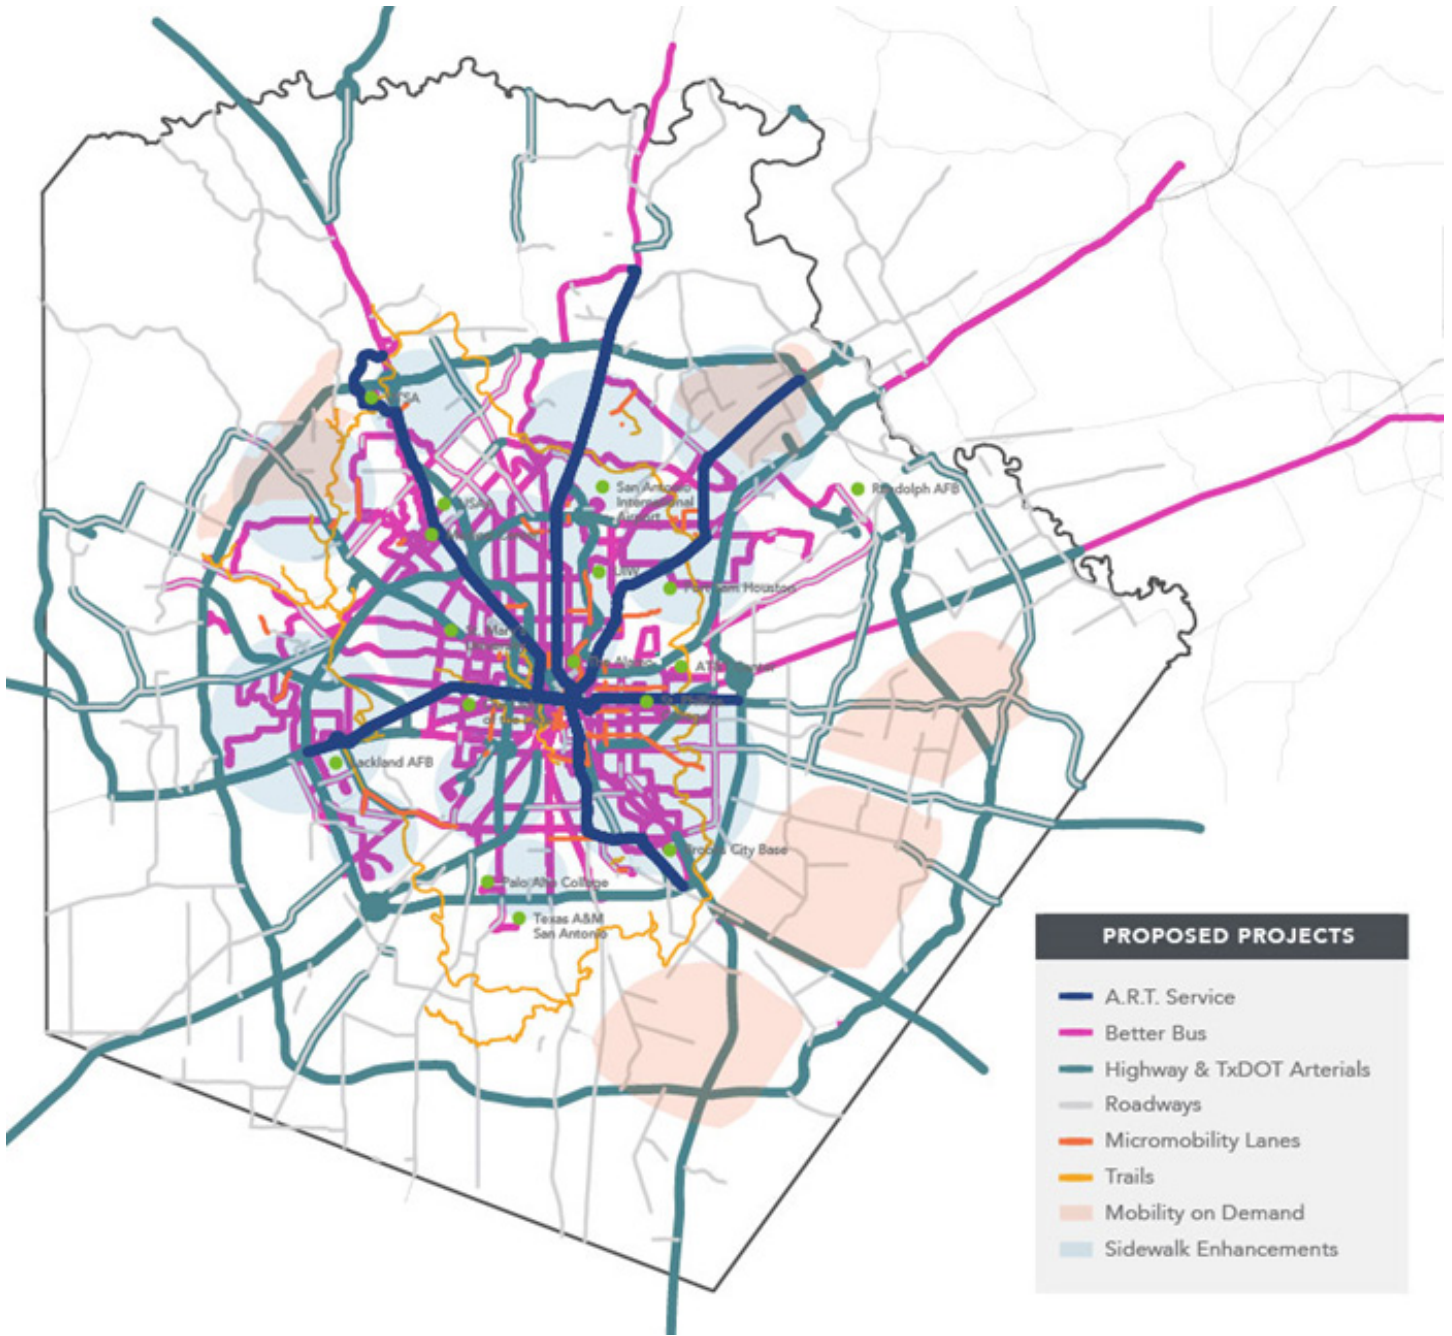 San Antonio
International
Airport
Randolph AFB
Fort Sam Houston
Lackland AFB
Brooks City Base
Palo Alto College
Texas A&M
San Antonio
PROPOSED PROJECTS
A.R.T. Service
Better Bus
Highway & TxDOT Arterials
Roadways
Micromobility Lanes
Trails
Mobility on Demand
Sidewalk Enhancements